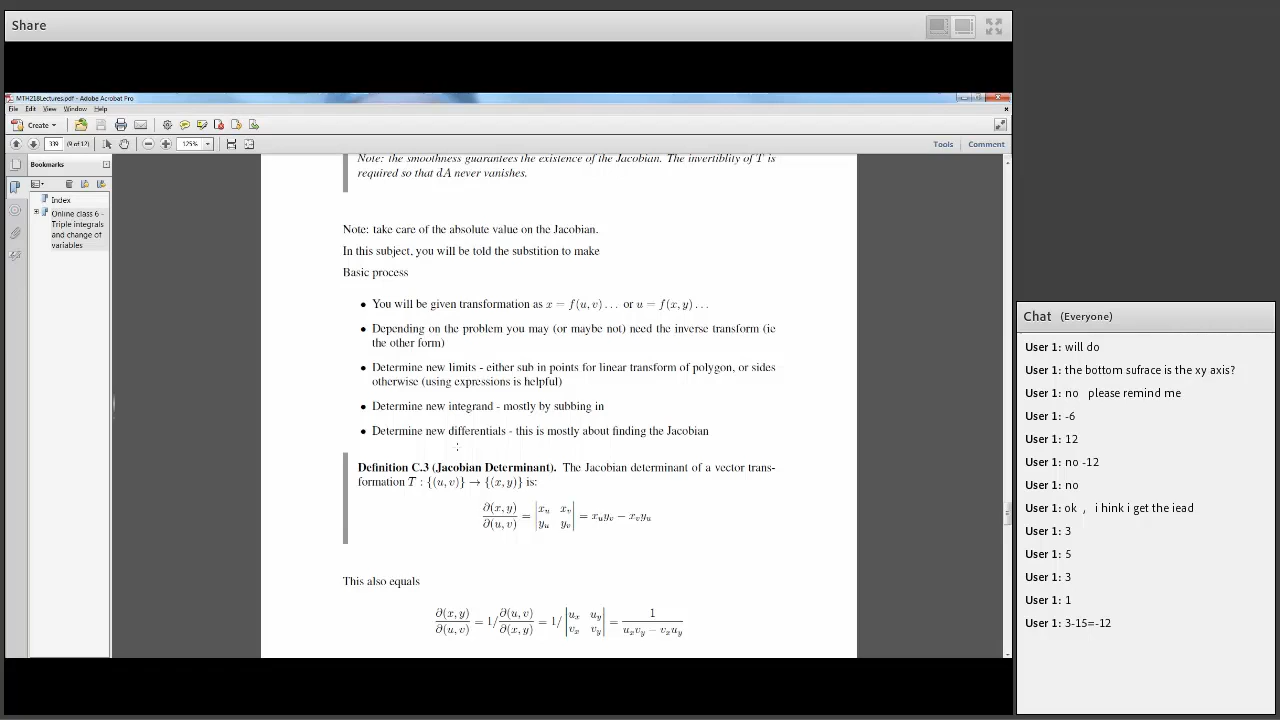 Share
MTH218Lectures.pdf - Adobe Acrobat Pro
File Edit View Window Help
Create
339 (9 of 12) 125% Tools Comment
Bookmarks
Index
Online class 6 -
Triple integrals
and change of
variables
Note: the smoothness guarantees the existence of the Jacobian. The invertiblity of T is
required so that dA never vanishes.
Note: take care of the absolute value on the Jacobian.
In this subject, you will be told the substition to make
Basic process
• You will be given transformation as x = f(u, v) . . . or u = f(x, y) . . .
• Depending on the problem you may (or maybe not) need the inverse transform (ie
the other form)
• Determine new limits - either sub in points for linear transform of polygon, or sides
otherwise (using expressions is helpful)
• Determine new integrand - mostly by subbing in
• Determine new differentials - this is mostly about finding the Jacobian
Definition C.3 (Jacobian Determinant). The Jacobian determinant of a vector trans-
formation T : {(u, v)} → {(x, y)} is:
∂(x, y)/∂(u, v) = |x_u x_v; y_u y_v| = x_u y_v − x_v y_u
This also equals
∂(x, y)/∂(u, v) = 1/ ∂(u, v)/∂(x, y) = 1/ |u_x u_y; v_x v_y| = 1/(u_x v_y − v_x u_y)
Chat (Everyone)
User 1: will do
User 1: the bottom sufrace is the xy axis?
User 1: no please remind me
User 1: -6
User 1: 12
User 1: no -12
User 1: no
User 1: ok , i hink i get the iead
User 1: 3
User 1: 5
User 1: 3
User 1: 1
User 1: 3-15=-12